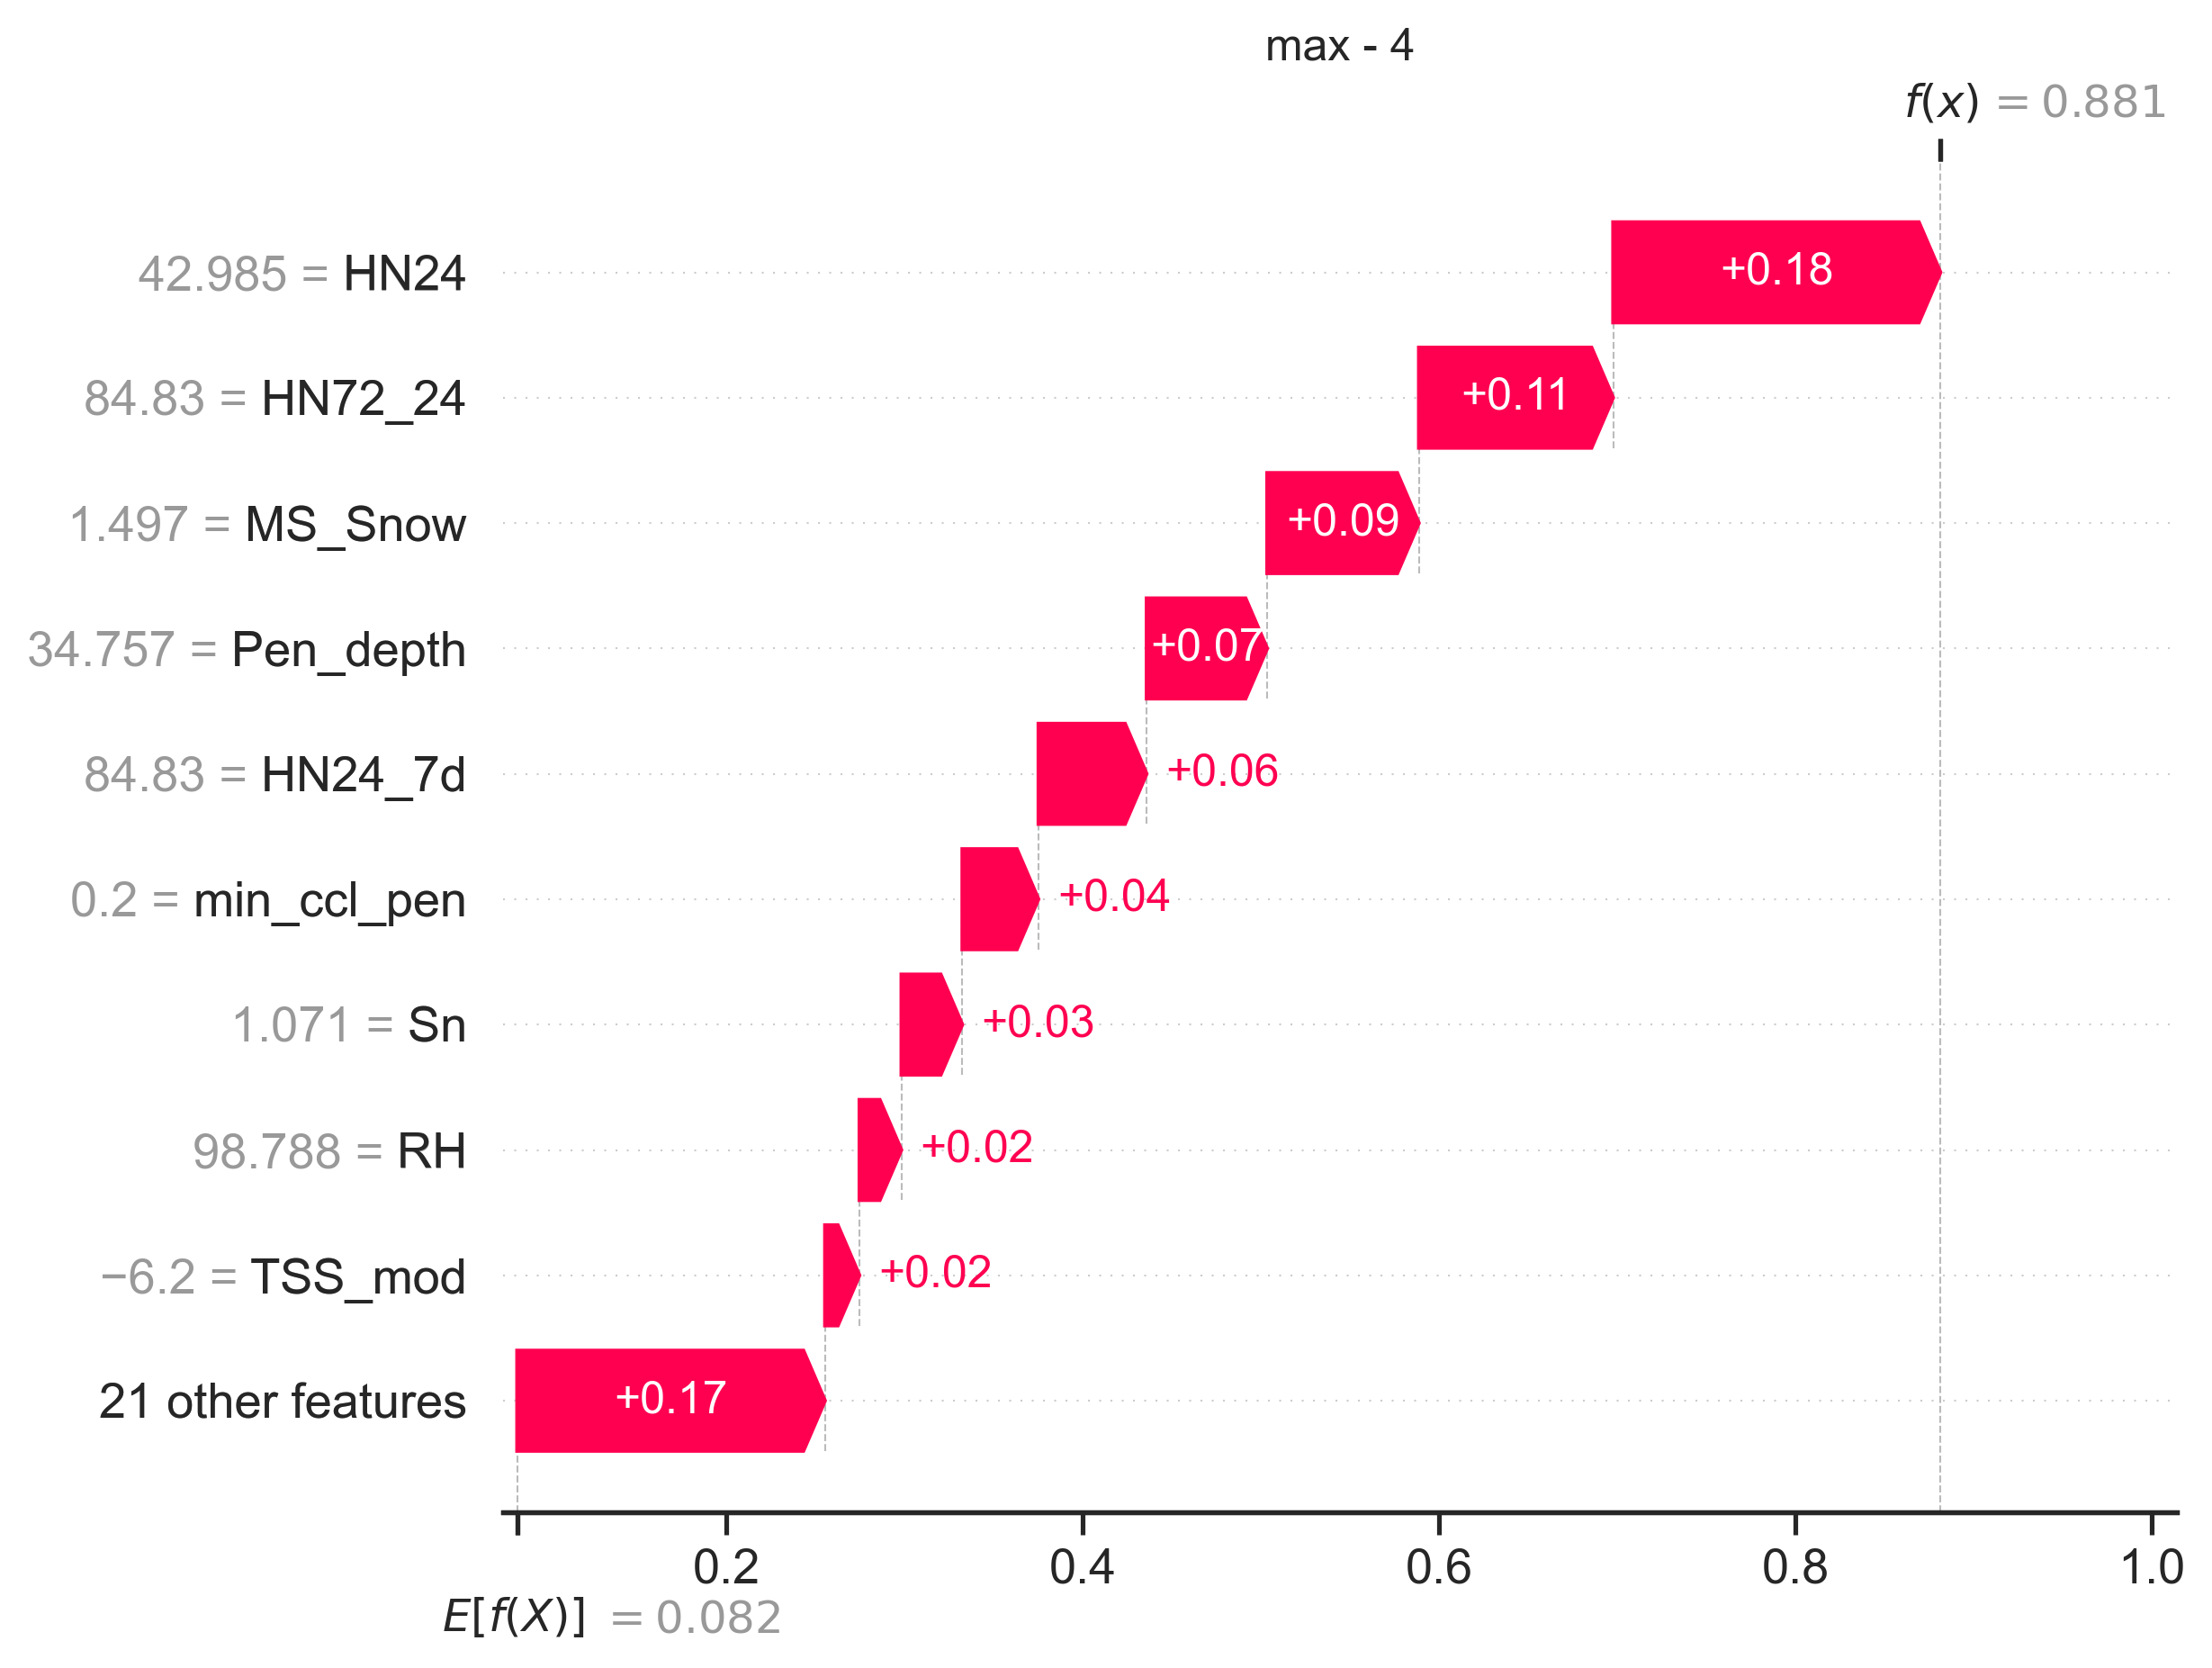 max - 4
f(x) = 0.881
42.985 = HN24
+0.18
84.83 = HN72_24
+0.11
1.497 = MS_Snow
+0.09
34.757 = Pen_depth
+0.07
84.83 = HN24_7d
+0.06
0.2 = min_ccl_pen
+0.04
1.071 = Sn
+0.03
98.788 = RH
+0.02
−6.2 = TSS_mod
+0.02
21 other features
+0.17
0.2 0.4 0.6 0.8 1.0
E[f(X)] = 0.082